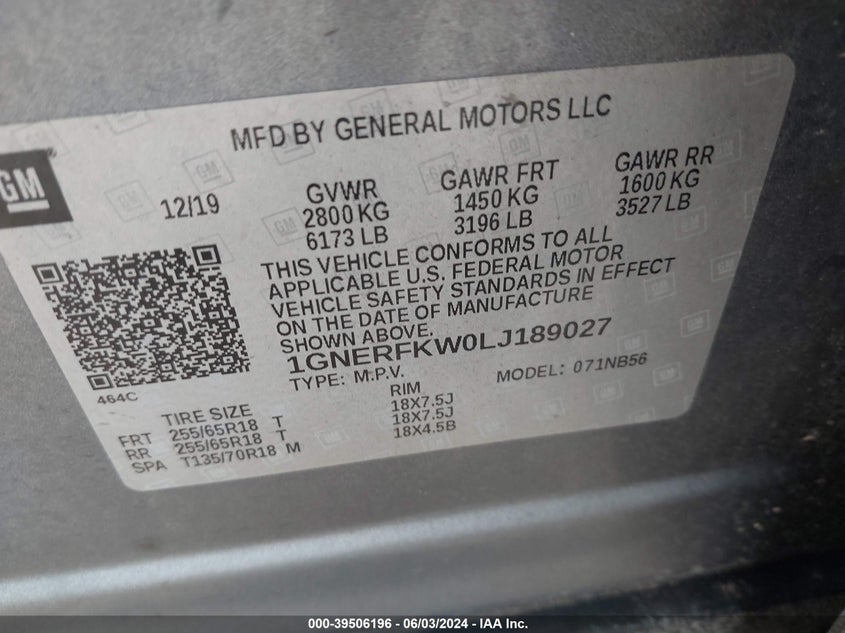 MFD BY GENERAL MOTORS LLC
GM
12/19
GVWR
2800 KG
6173 LB
GAWR FRT
1450 KG
3196 LB
GAWR RR
1600 KG
3527 LB
THIS VEHICLE CONFORMS TO ALL
APPLICABLE U.S. FEDERAL MOTOR
VEHICLE SAFETY STANDARDS IN EFFECT
ON THE DATE OF MANUFACTURE
SHOWN ABOVE.
1GNERFKW0LJ189027
TYPE: M.P.V. MODEL: 071NB56
464C
TIRE SIZE RIM
FRT 255/65R18 T 18X7.5J
RR 255/65R18 T 18X7.5J
SPA T135/70R18 M 18X4.5B
000-39506196 - 06/03/2024 - IAA Inc.